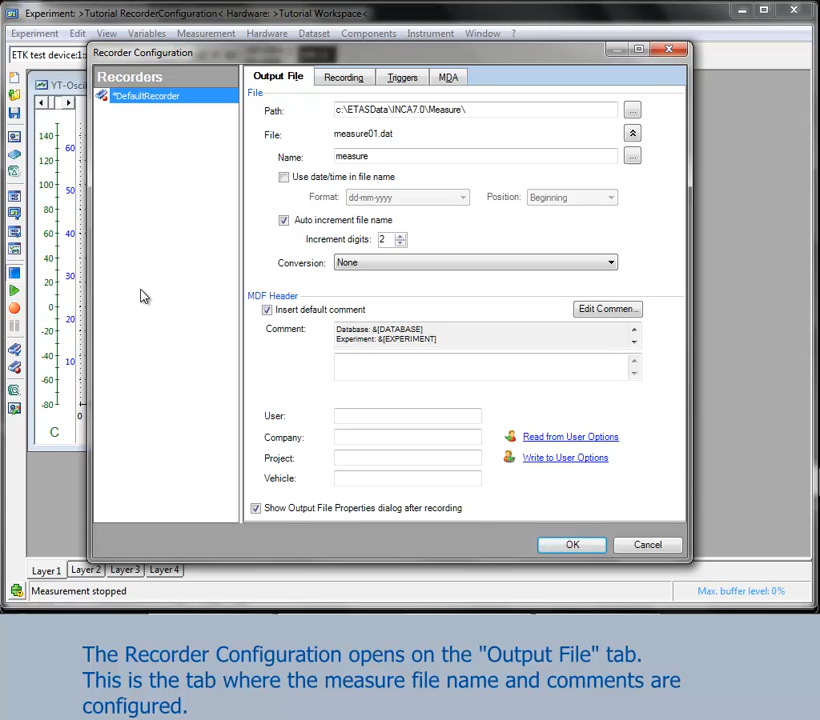 Experiment: >Tutorial RecorderConfiguration< Hardware: >Tutorial Workspace<
Experiment Edit View Variables Measurement Hardware Dataset Components Instrument Window ?
ETK test device:1:
YT-Osci
Recorder Configuration
Recorders
*DefaultRecorder
Output File Recording Triggers MDA
File
Path: c:\ETASData\INCA7.0\Measure\ ...
File: measure01.dat
Name: measure ...
Use date/time in file name
Format: dd-mm-yyyy Position: Beginning
Auto increment file name
Increment digits: 2
Conversion: None
MDF Header
Insert default comment Edit Commen...
Comment: Database: &[DATABASE]
Experiment: &[EXPERIMENT]
User:
Company: Read from User Options
Project: Write to User Options
Vehicle:
Show Output File Properties dialog after recording
OK Cancel
140
120
100
80
60
40
20
0
-20
-40
-60
-80
C
60
50
40
30
20
10
0
Layer 1 Layer 2 Layer 3 Layer 4
Measurement stopped Max. buffer level: 0%
The Recorder Configuration opens on the "Output File" tab.
This is the tab where the measure file name and comments are
configured.